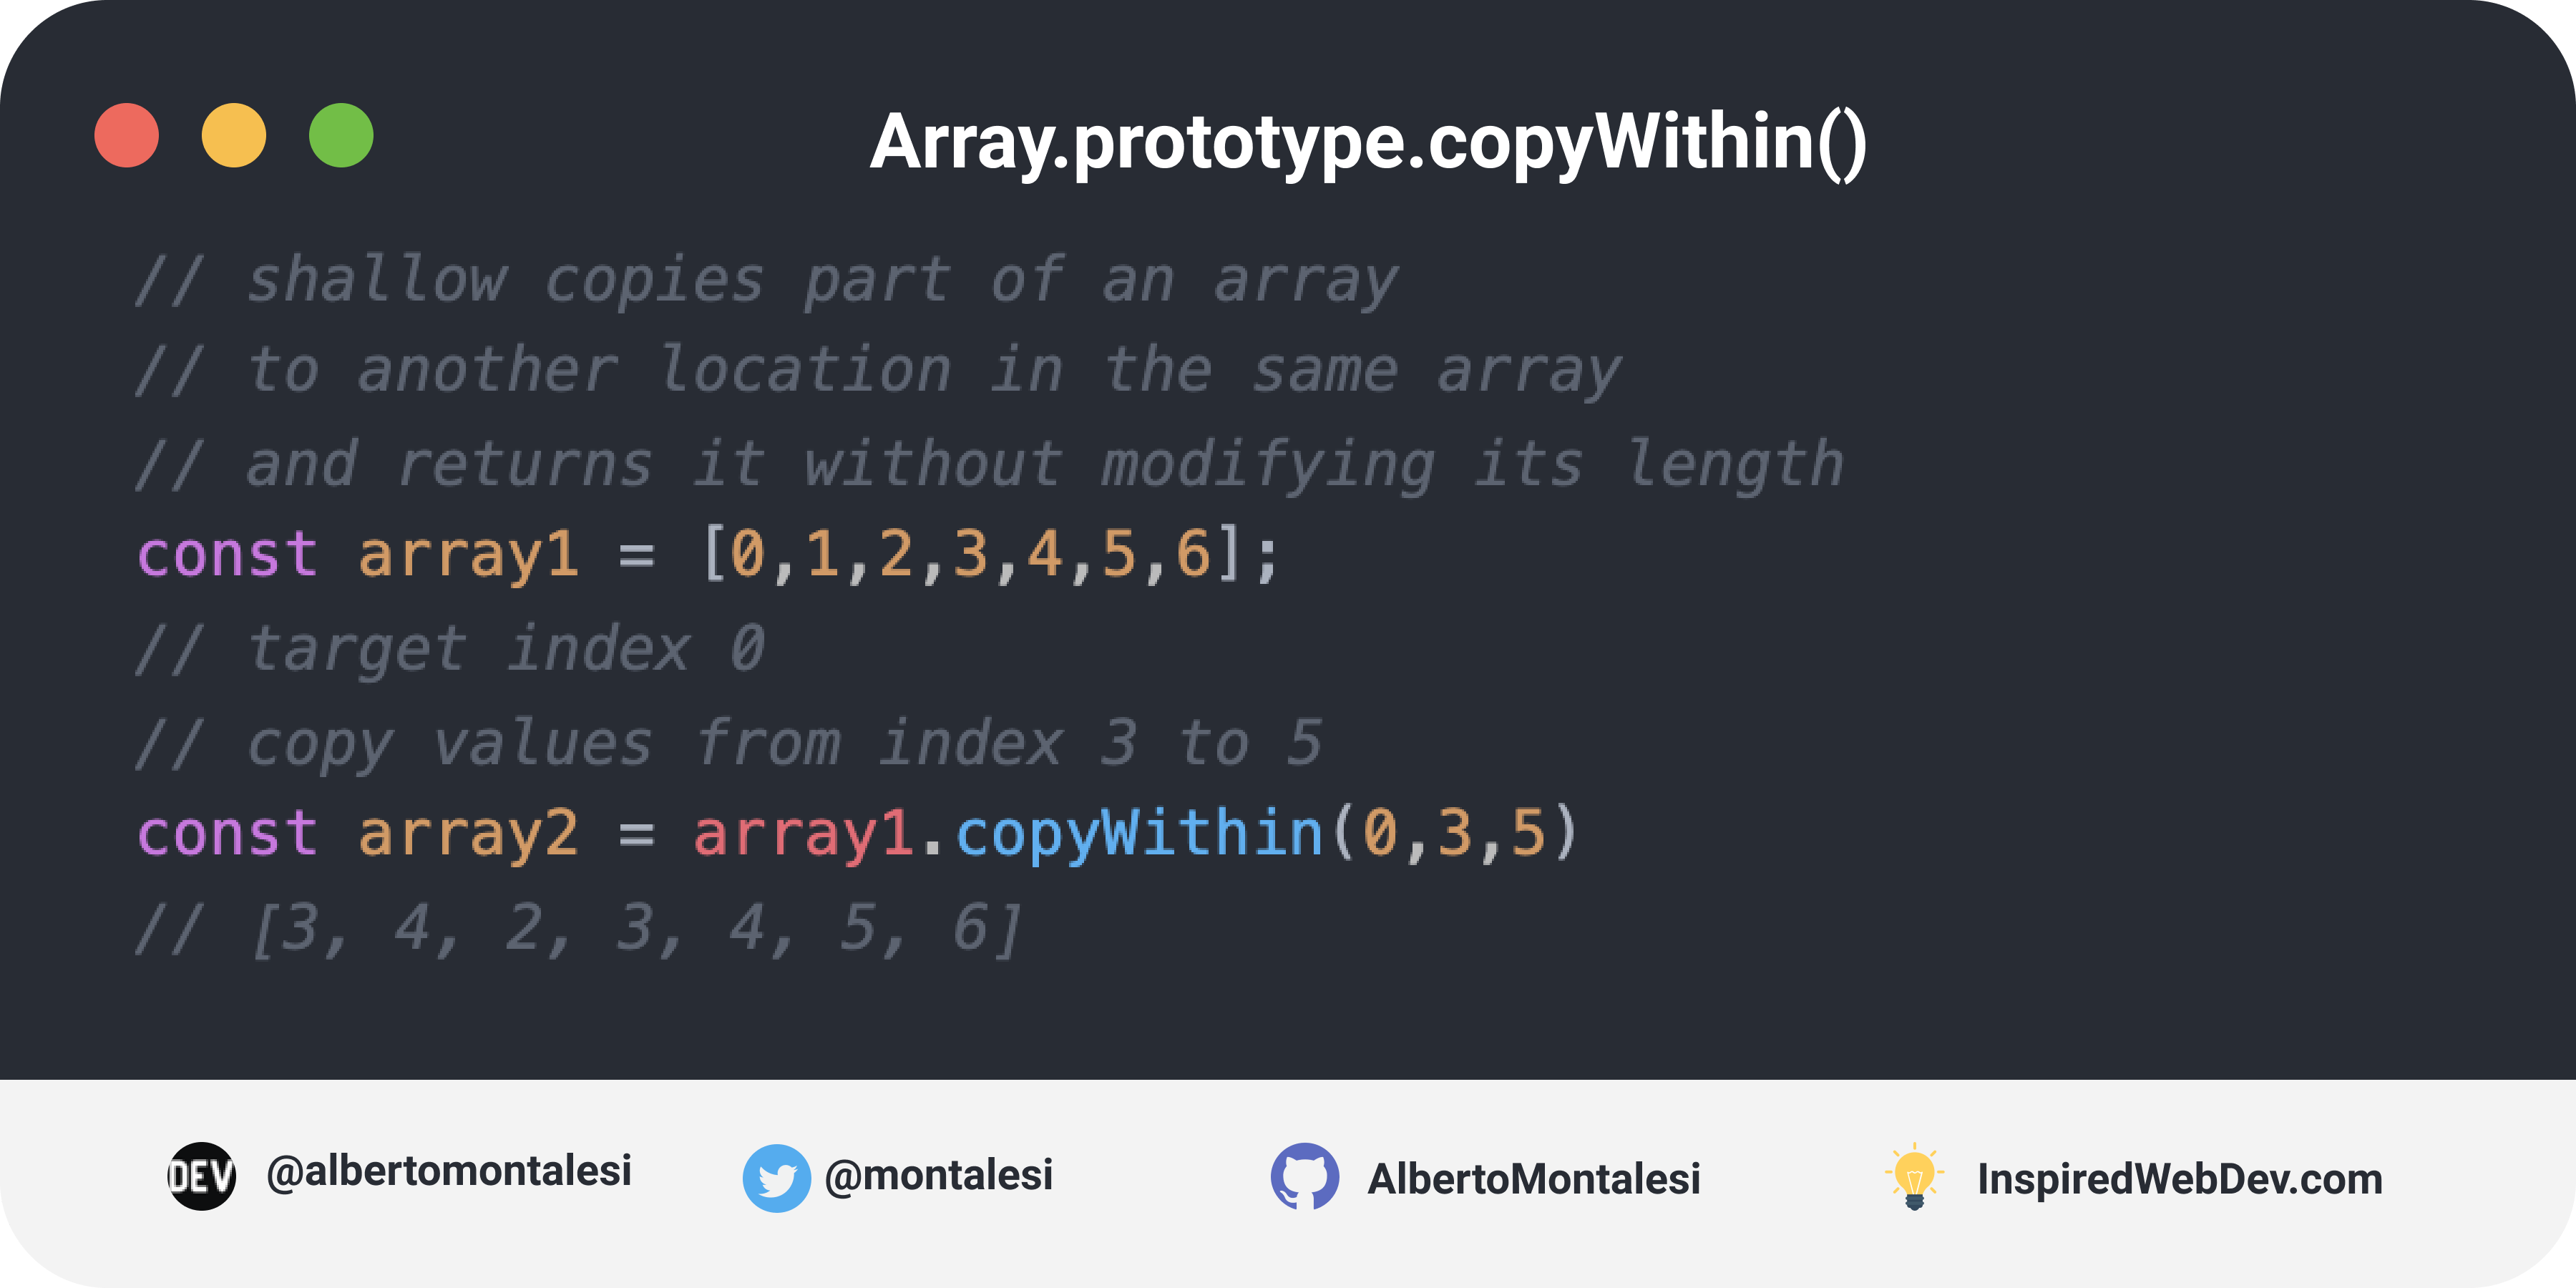 Array.prototype.copyWithin()
// shallow copies part of an array
// to another location in the same array
// and returns it without modifying its length
const array1 = [0,1,2,3,4,5,6];
// target index 0
// copy values from index 3 to 5
const array2 = array1.copyWithin(0,3,5)
// [3, 4, 2, 3, 4, 5, 6]
DEV @albertomontalesi @montalesi AlbertoMontalesi InspiredWebDev.com